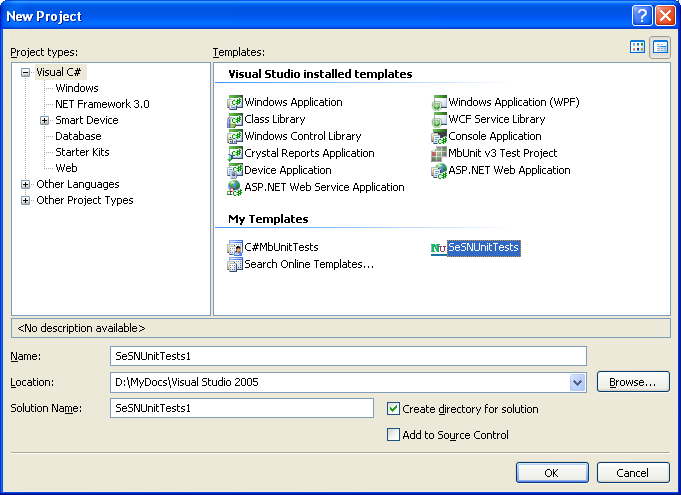 New Project
Project types:
Templates:
Visual C#
Windows
NET Framework 3.0
Smart Device
Database
Starter Kits
Web
Other Languages
Other Project Types
Visual Studio installed templates
Windows Application
Windows Application (WPF)
Class Library
WCF Service Library
Windows Control Library
Console Application
Crystal Reports Application
MbUnit v3 Test Project
Device Application
ASP.NET Web Application
ASP.NET Web Service Application
My Templates
C#MbUnitTests
NU SeSNUnitTests
Search Online Templates...
<No description available>
Name:
SeSNUnitTests1
Location:
D:\MyDocs\Visual Studio 2005
Browse...
Solution Name:
SeSNUnitTests1
Create directory for solution
Add to Source Control
OK
Cancel